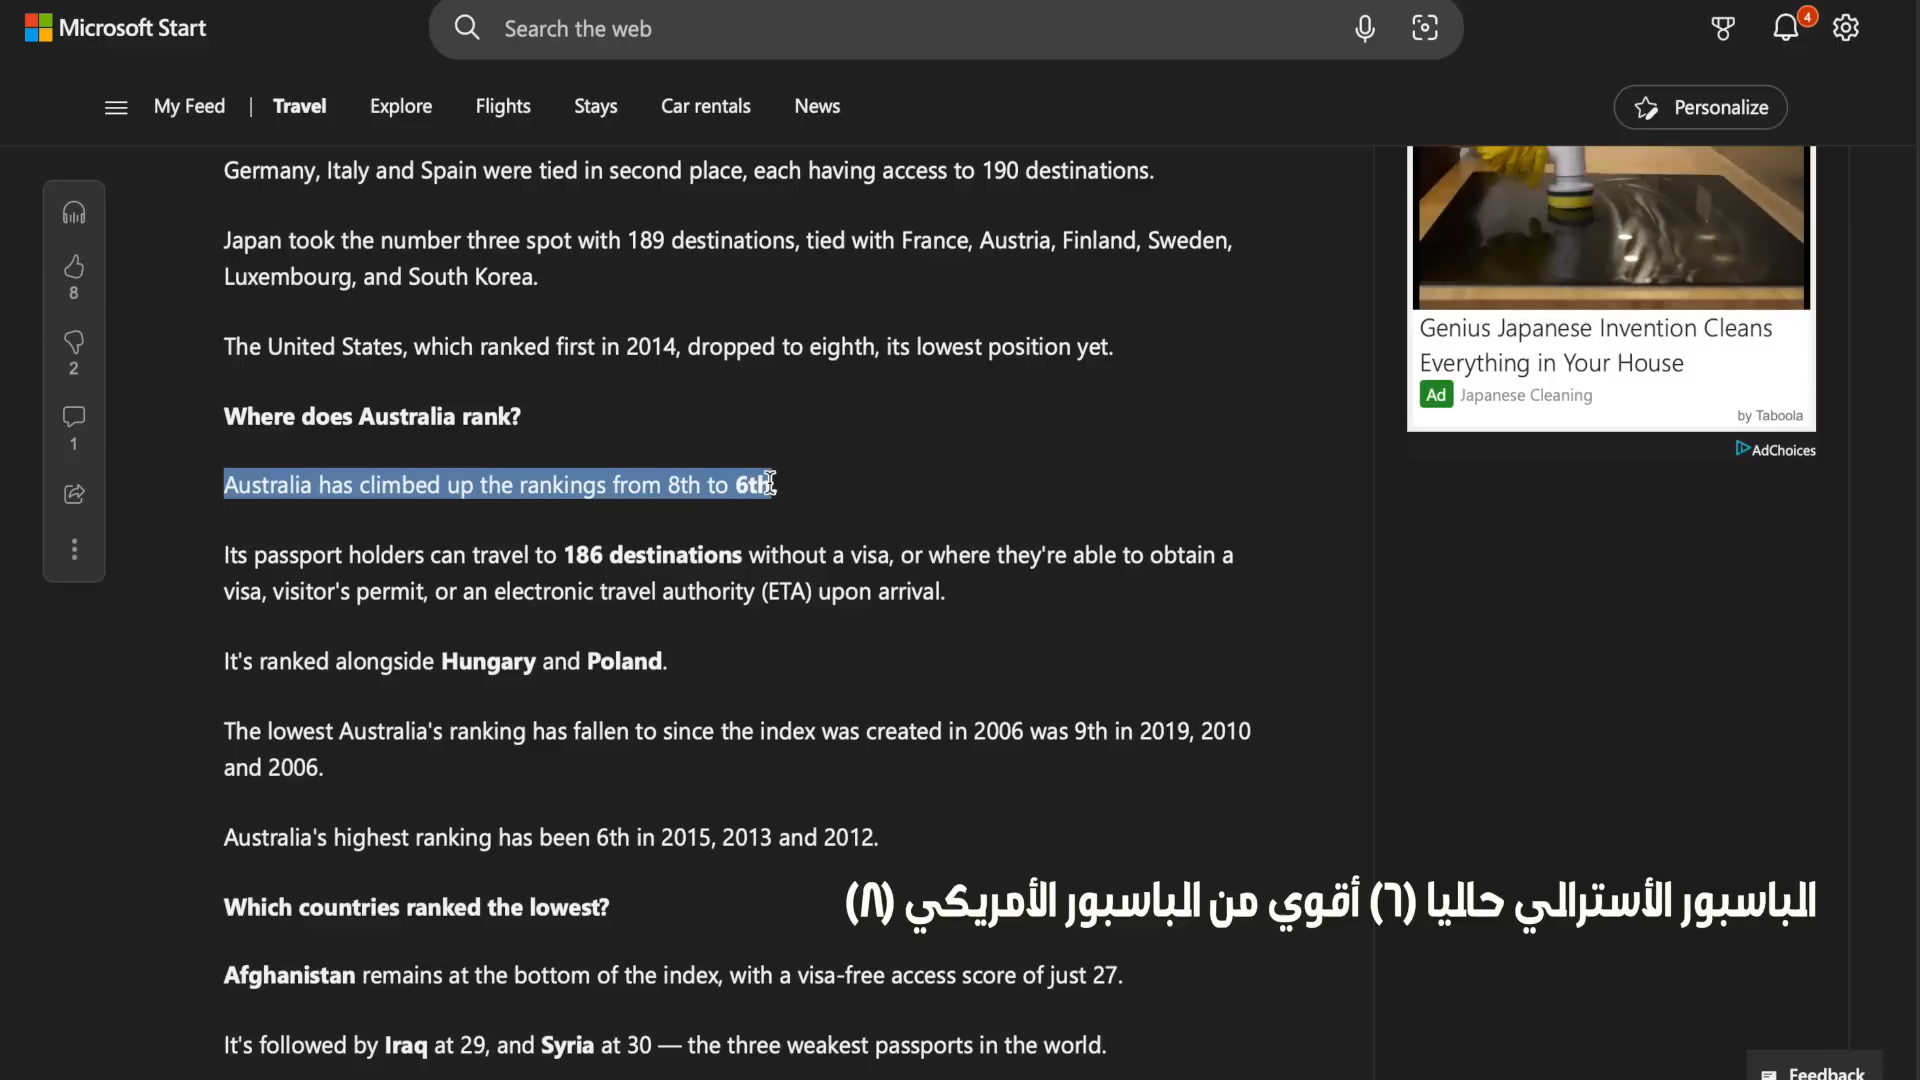 Microsoft Start
Search the web
4
My Feed | Travel Explore Flights Stays Car rentals News
Personalize
Germany, Italy and Spain were tied in second place, each having access to 190 destinations.
Japan took the number three spot with 189 destinations, tied with France, Austria, Finland, Sweden,
Luxembourg, and South Korea.
The United States, which ranked first in 2014, dropped to eighth, its lowest position yet.
Where does Australia rank?
Australia has climbed up the rankings from 8th to 6th.
Its passport holders can travel to 186 destinations without a visa, or where they're able to obtain a
visa, visitor's permit, or an electronic travel authority (ETA) upon arrival.
It's ranked alongside Hungary and Poland.
The lowest Australia's ranking has fallen to since the index was created in 2006 was 9th in 2019, 2010
and 2006.
Australia's highest ranking has been 6th in 2015, 2013 and 2012.
Which countries ranked the lowest?
Afghanistan remains at the bottom of the index, with a visa-free access score of just 27.
It's followed by Iraq at 29, and Syria at 30 — the three weakest passports in the world.
8
2
1
Genius Japanese Invention Cleans
Everything in Your House
Ad Japanese Cleaning
by Taboola
AdChoices
الباسبور الأسترالي حاليا (٦) أقوي من الباسبور الأمريكي (٨)
Feedback